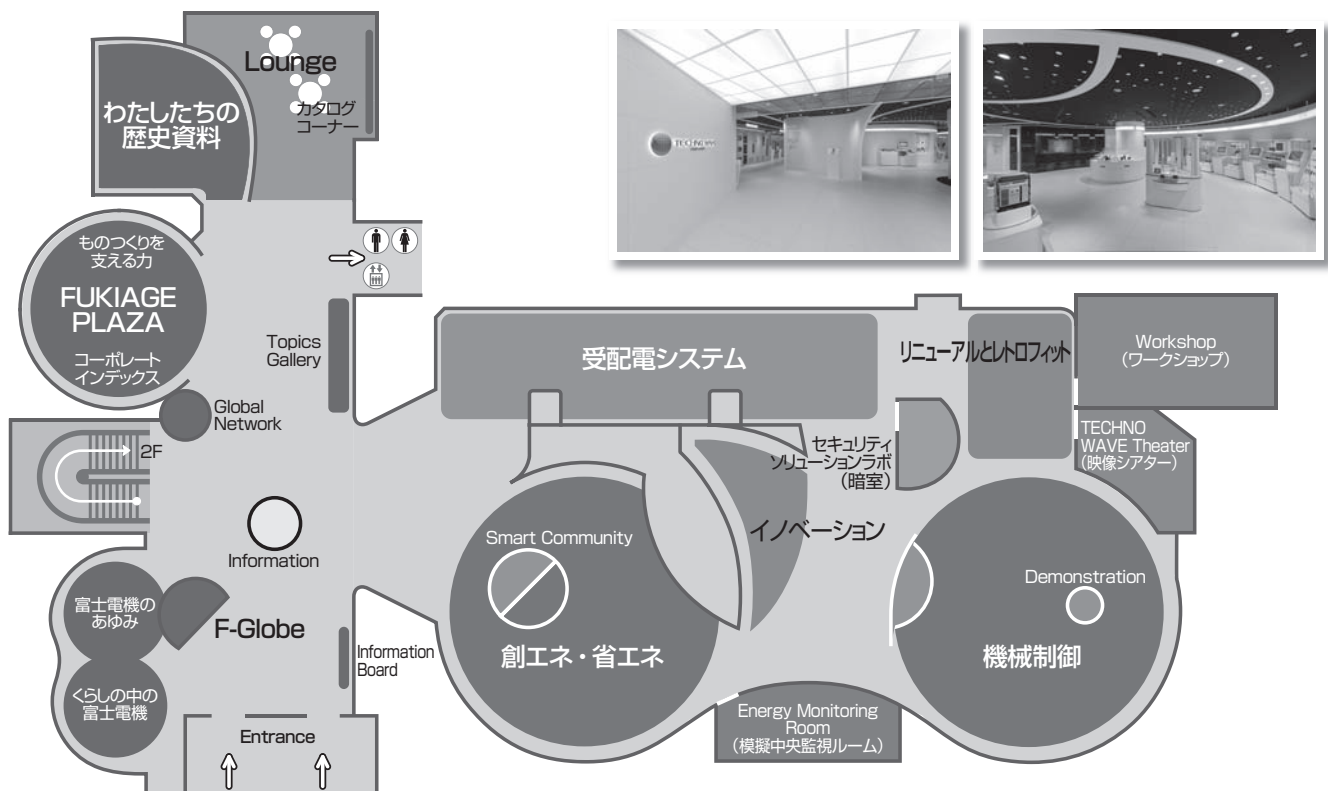 Lounge
カタログ
コーナー
わたしたちの
歴史資料
ものつくりを
支える力
FUKIAGE
PLAZA
コーポレート
インデックス
Topics
Gallery
Global
Network
2F
Information
富士電機の
あゆみ
F-Globe
くらしの中の
富士電機
Information
Board
Entrance
受配電システム
リニューアルとレトロフィット
Workshop
(ワークショップ)
TECHNO
WAVE Theater
(映像シアター)
セキュリティ
ソリューションラボ
(暗室)
イノベーション
Smart Community
創エネ・省エネ
Demonstration
機械制御
Energy Monitoring
Room
(模擬中央監視ルーム)